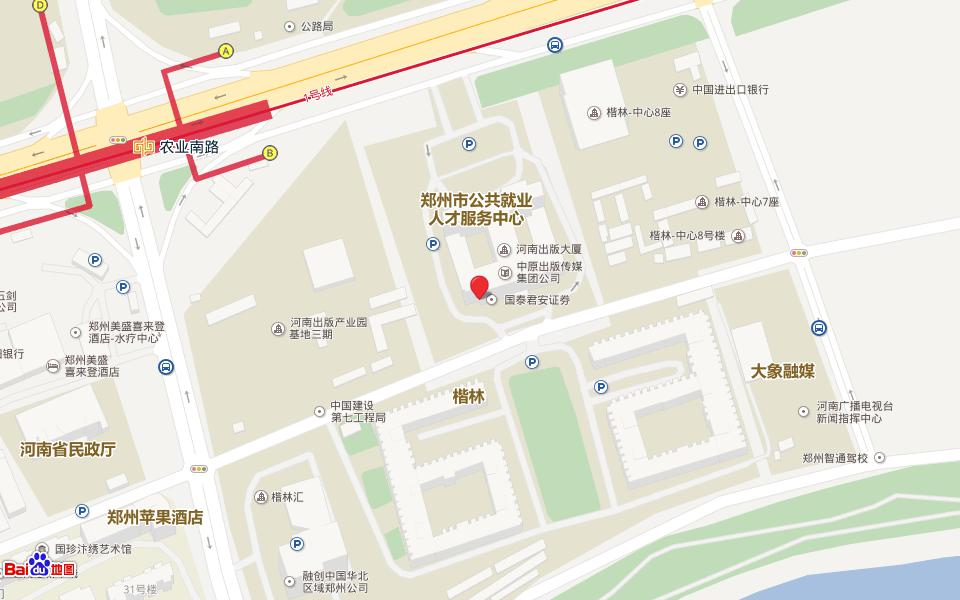 D
公路局
A
1号线
中国进出口银行
楷林-中心8座
农业南路
B
郑州市公共就业
人才服务中心
楷林-中心7座
楷林-中心8号楼
河南出版大厦
中原出版传媒
集团公司
国泰君安证券
五剑
公司
郑州美盛喜来登
酒店-水疗中心
河南出版产业园
基地三期
银行
郑州美盛
喜来登酒店
大象融媒
楷林
中国建设
第七工程局
河南广播电视台
新闻指挥中心
河南省民政厅
郑州智通驾校
楷林汇
郑州苹果酒店
国珍汴绣艺术馆
Bai du 地图
融创中国华北
区域郑州公司
31号楼
P
P
P
P
P
P
P
P
P
P